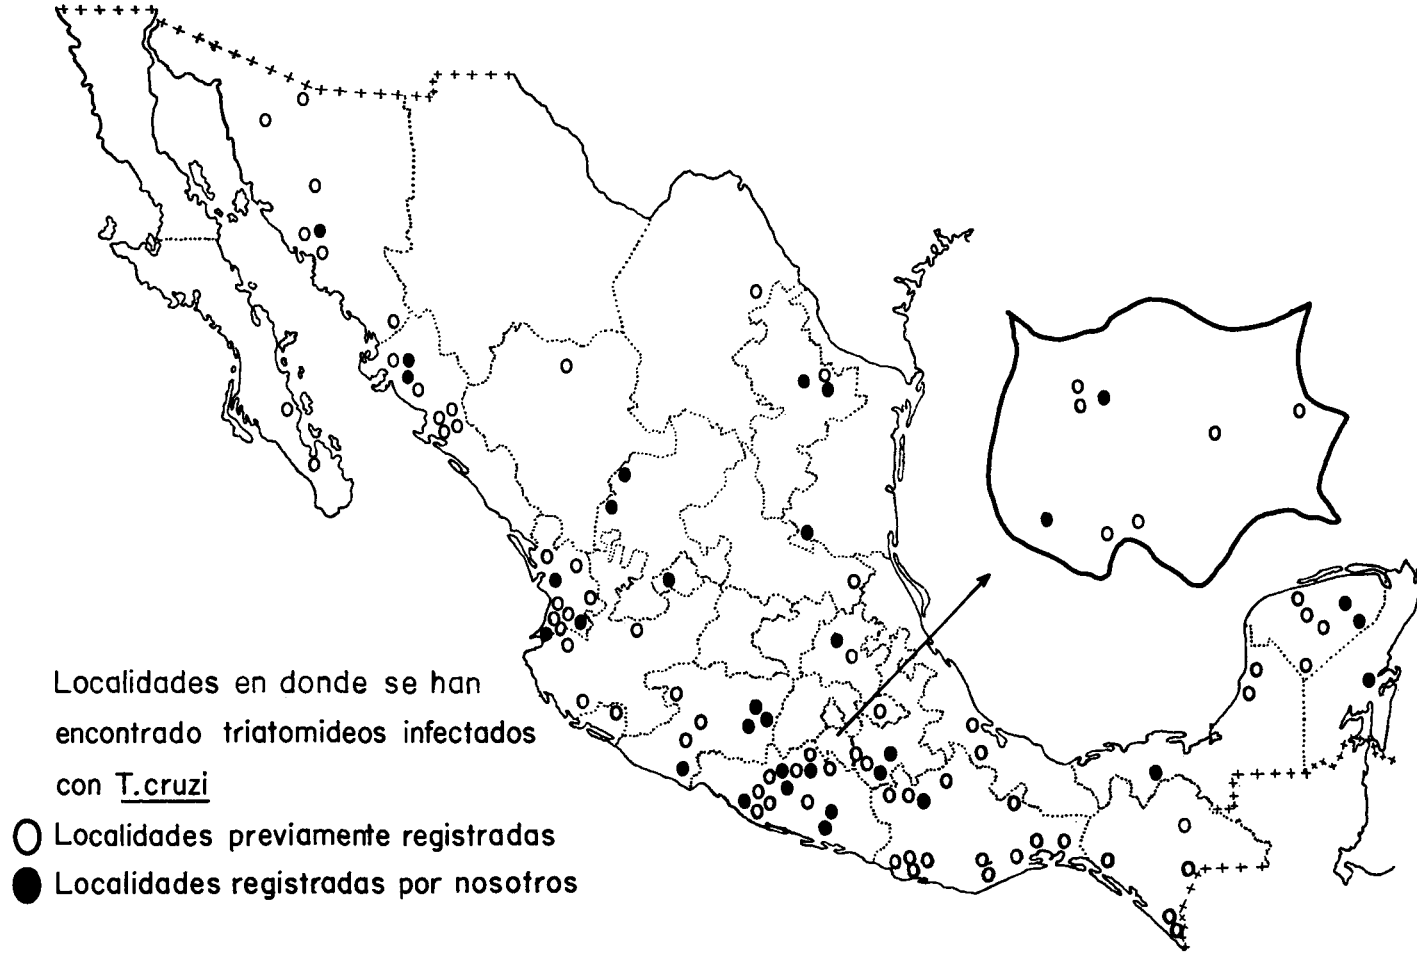 Localidades en donde se han
encontrado triatomideos infectados
con T.cruzi
Localidades previamente registradas
Localidades registradas por nosotros